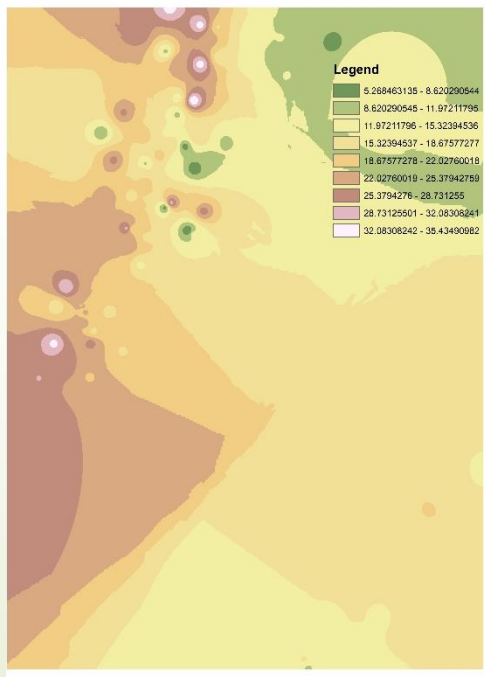 Legend
5.268463135 - 8.620290544
8.620290545 - 11.97211795
11.97211796 - 15.32394536
15.32394537 - 18.67577277
18.67577278 - 22.02760018
22.02760019 - 25.37942759
25.3794276 - 28.731255
28.73125501 - 32.08308241
32.08308242 - 35.43490982